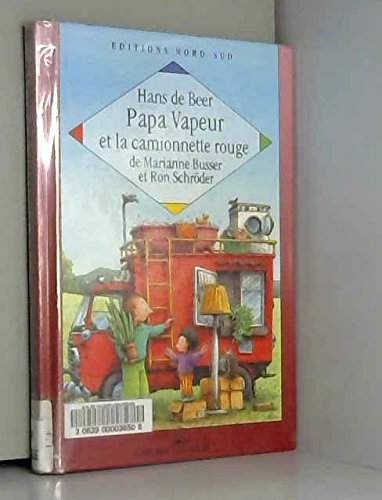 EDITIONS NORD-SUD
Hans de Beer
Papa Vapeur
et la camionnette rouge
de Marianne Busser
et Ron Schröder